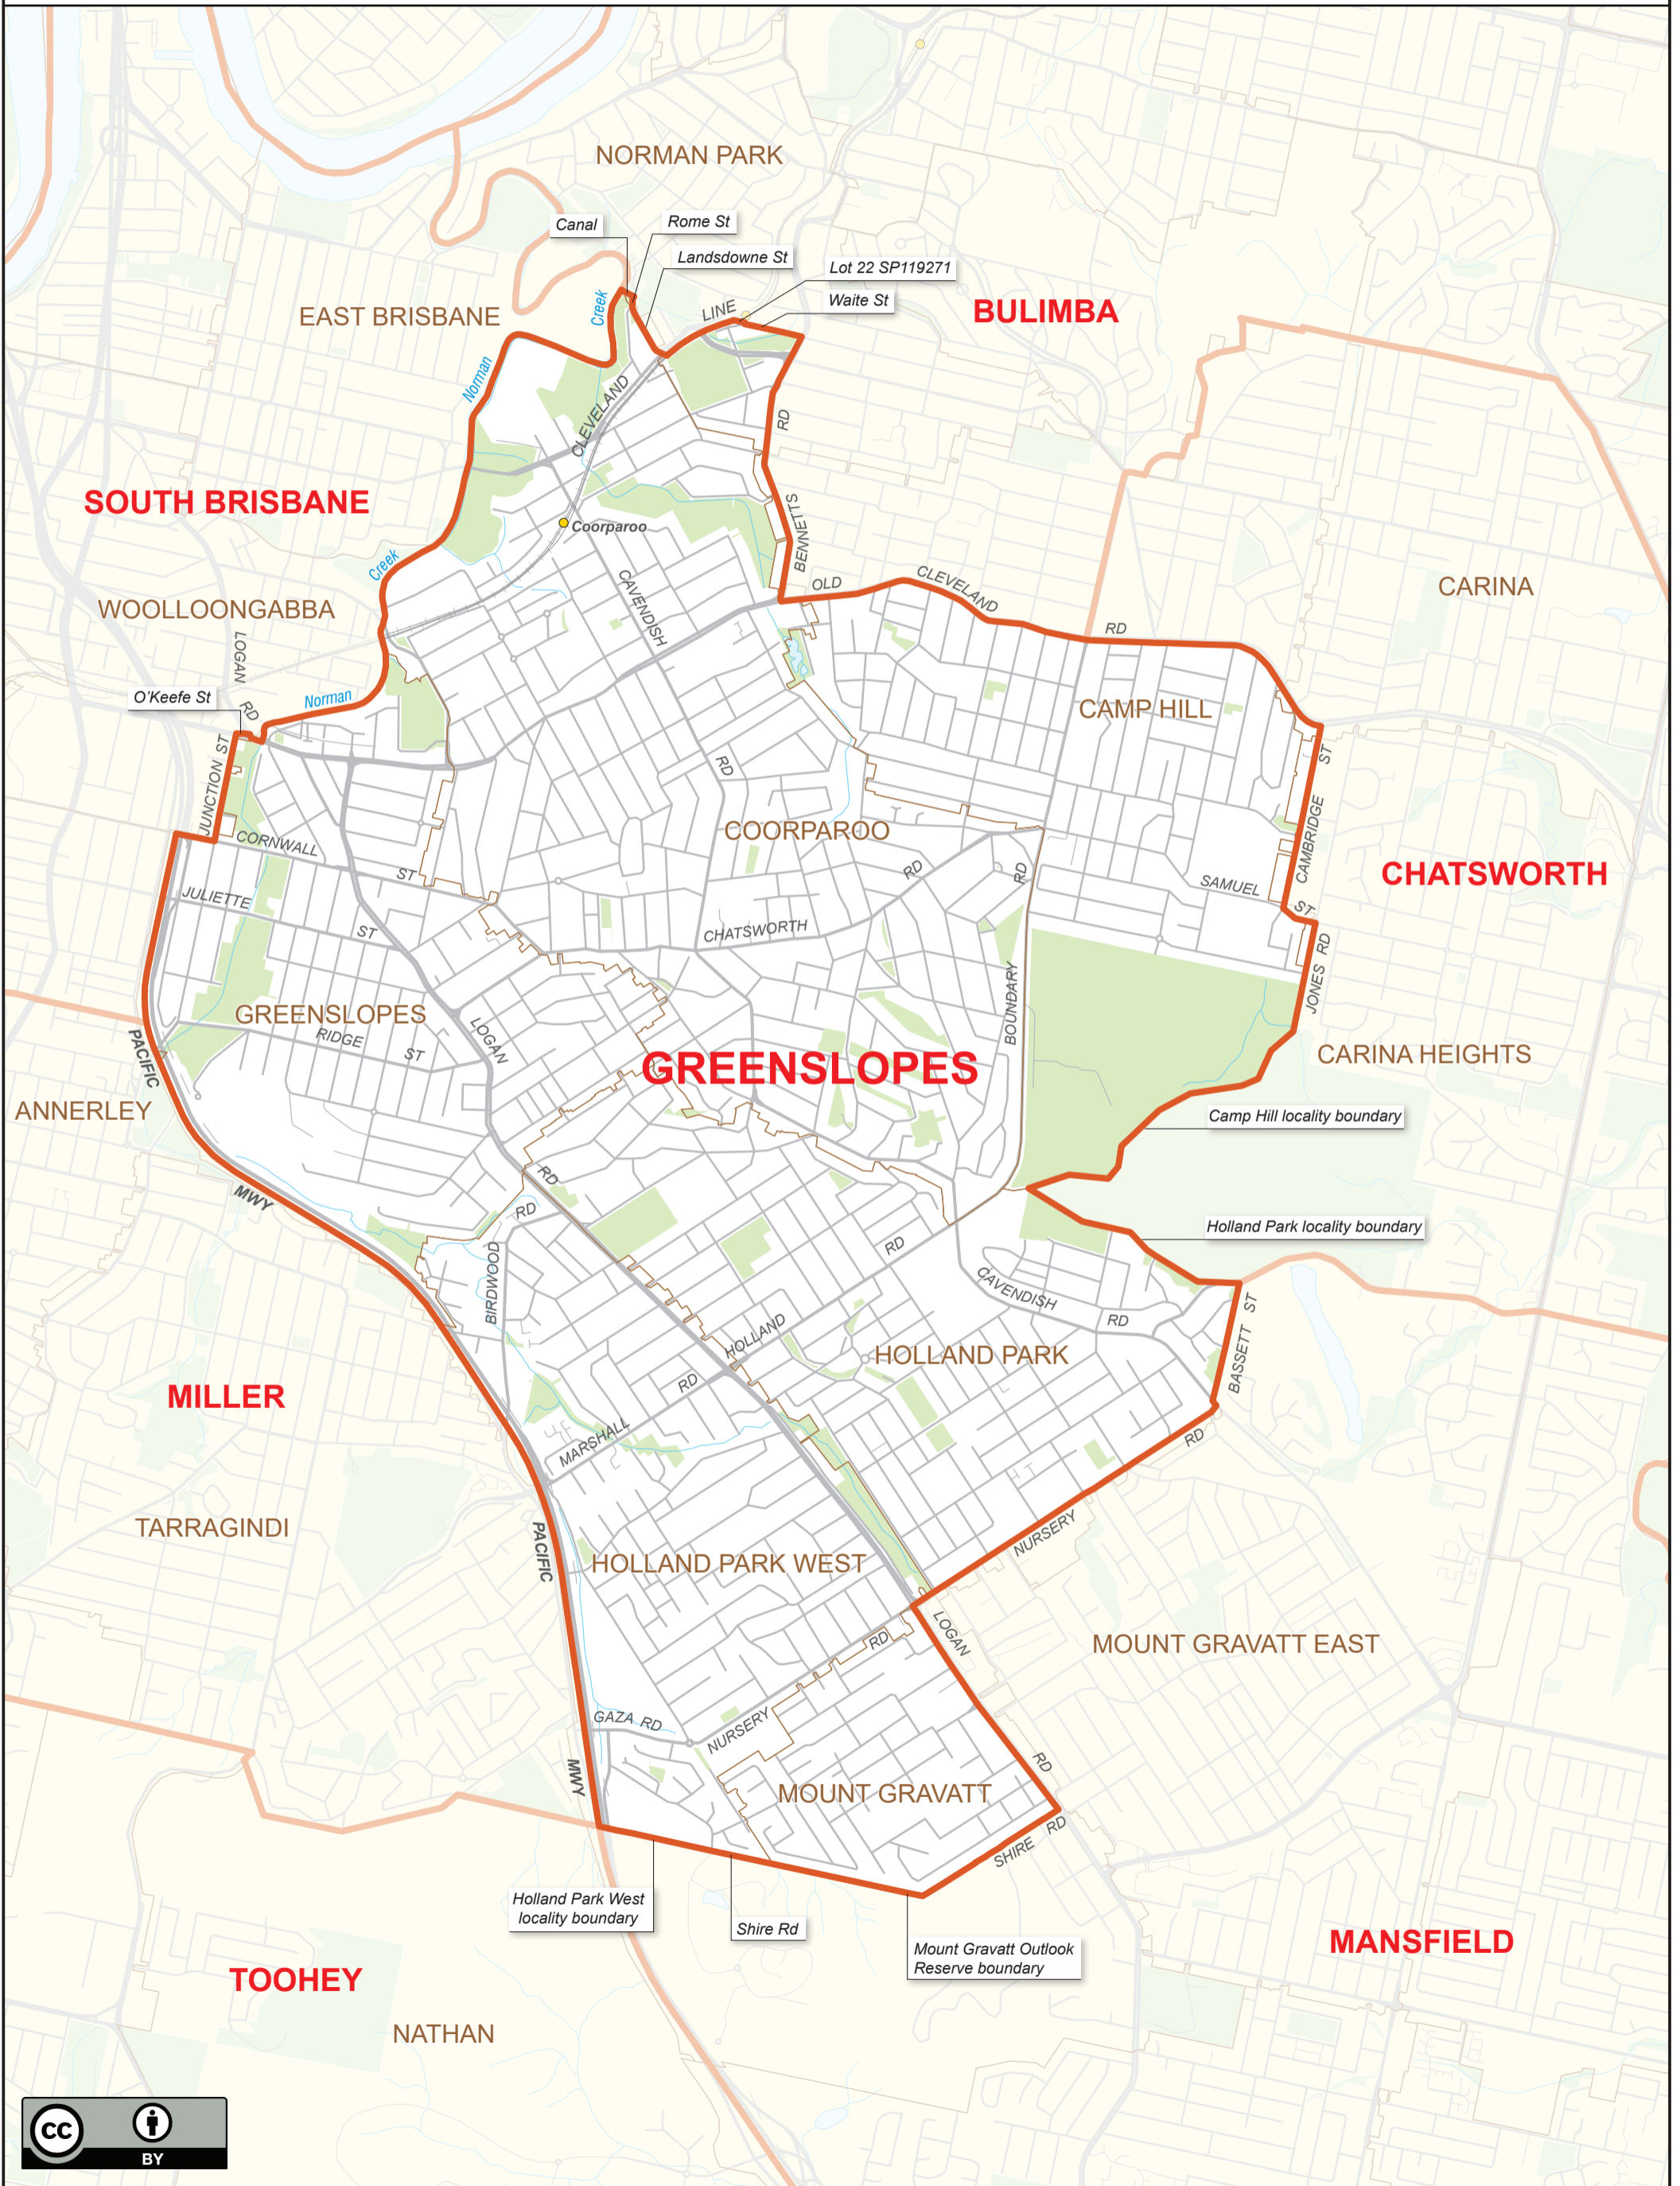 NORMAN PARK
Canal
Rome St
Landsdowne St
Lot 22 SP119271
Waite St
EAST BRISBANE
Creek
LINE
BULIMBA
Norman
CLEVELAND
RD
SOUTH BRISBANE
Coorparoo
BENNETTS
Creek
OLD
CLEVELAND
RD
CARINA
WOOLLOONGABBA
CAVENDISH
LOGAN
RD
O'Keefe St
Norman
CAMP HILL
JUNCTION ST
RD
ST
CORNWALL
ST
COORPAROO
RD
RD
CAMBRIDGE
CHATSWORTH
JULIETTE
ST
SAMUEL
ST
CHATSWORTH
JONES RD
GREENSLOPES
RIDGE
ST
LOGAN
BOUNDARY
PACIFIC
GREENSLOPES
CARINA HEIGHTS
ANNERLEY
Camp Hill locality boundary
MWY
RD
RD
Holland Park locality boundary
BIRDWOOD
RD
CAVENDISH
RD
HOLLAND
BASSETT ST
HOLLAND PARK
MILLER
RD
MARSHALL
RD
TARRAGINDI
PACIFIC
NURSERY
HOLLAND PARK WEST
LOGAN
RD
MOUNT GRAVATT EAST
GAZA RD
NURSERY
RD
MWY
MOUNT GRAVATT
SHIRE RD
Holland Park West
locality boundary
Shire Rd
Mount Gravatt Outlook
Reserve boundary
MANSFIELD
TOOHEY
NATHAN
CC
BY